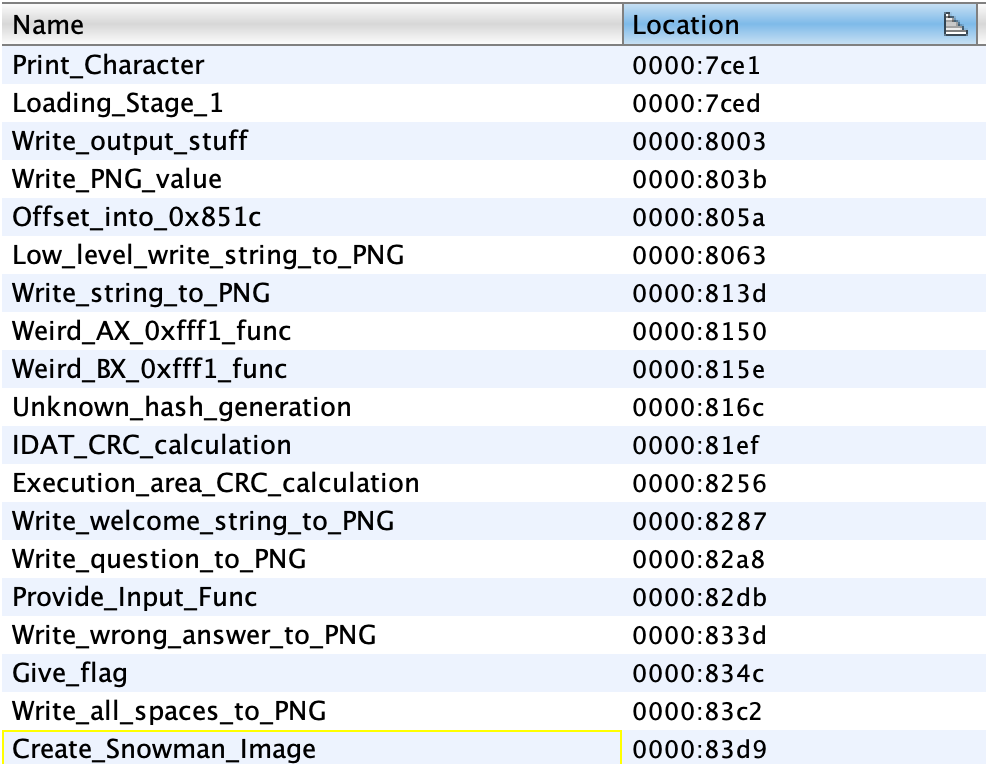 Name Location
Print_Character 0000:7ce1
Loading_Stage_1 0000:7ced
Write_output_stuff 0000:8003
Write_PNG_value 0000:803b
Offset_into_0x851c 0000:805a
Low_level_write_string_to_PNG 0000:8063
Write_string_to_PNG 0000:813d
Weird_AX_0xfff1_func 0000:8150
Weird_BX_0xfff1_func 0000:815e
Unknown_hash_generation 0000:816c
IDAT_CRC_calculation 0000:81ef
Execution_area_CRC_calculation 0000:8256
Write_welcome_string_to_PNG 0000:8287
Write_question_to_PNG 0000:82a8
Provide_Input_Func 0000:82db
Write_wrong_answer_to_PNG 0000:833d
Give_flag 0000:834c
Write_all_spaces_to_PNG 0000:83c2
Create_Snowman_Image 0000:83d9